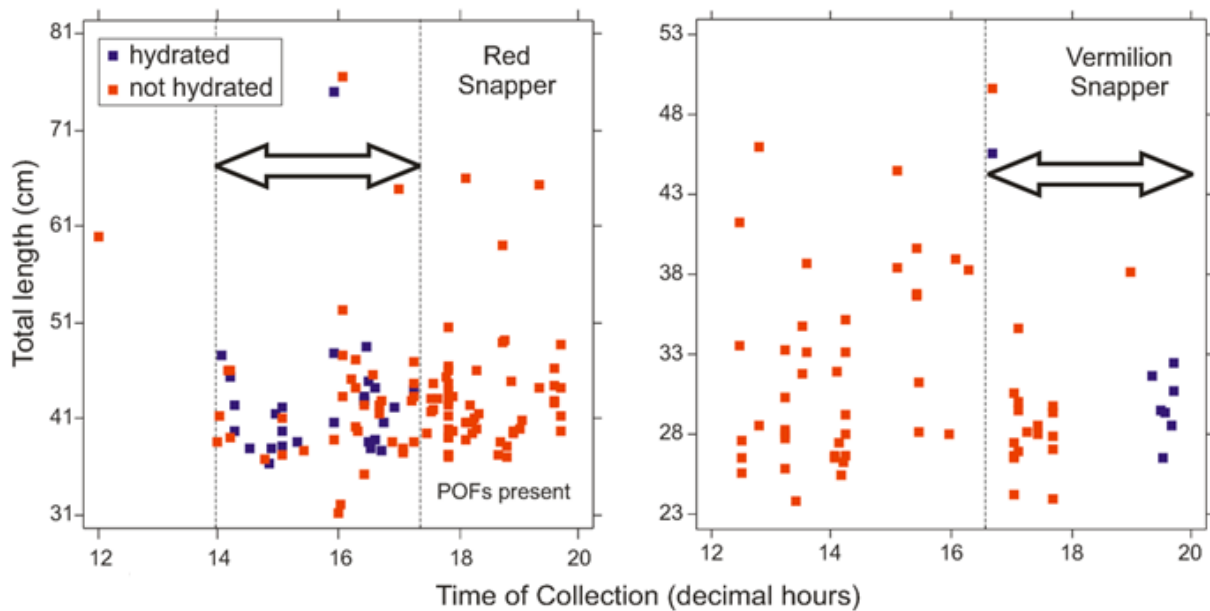 81
71
61
51
41
31
12
14
16
18
20
hydrated
not hydrated
Red
Snapper
POFs present
Total length (cm)
53
48
43
38
33
28
23
12
14
16
18
20
Vermilion
Snapper
Time of Collection (decimal hours)